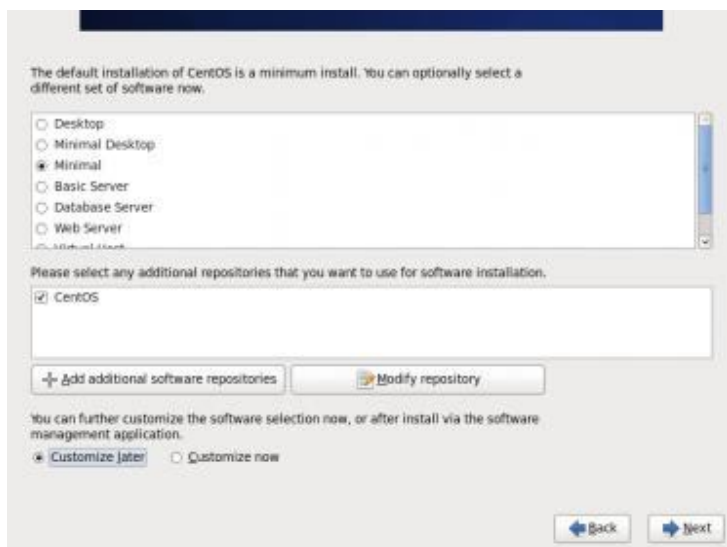 The default installation of CentOS is a minimum install. You can optionally select a
different set of software now.
Desktop
Minimal Desktop
Minimal
Basic Server
Database Server
Web Server
Virtual Host
Please select any additional repositories that you want to use for software installation.
CentOS
Add additional software repositories
Modify repository
You can further customize the software selection now, or after install via the software
management application.
Customize later
Customize now
Back
Next